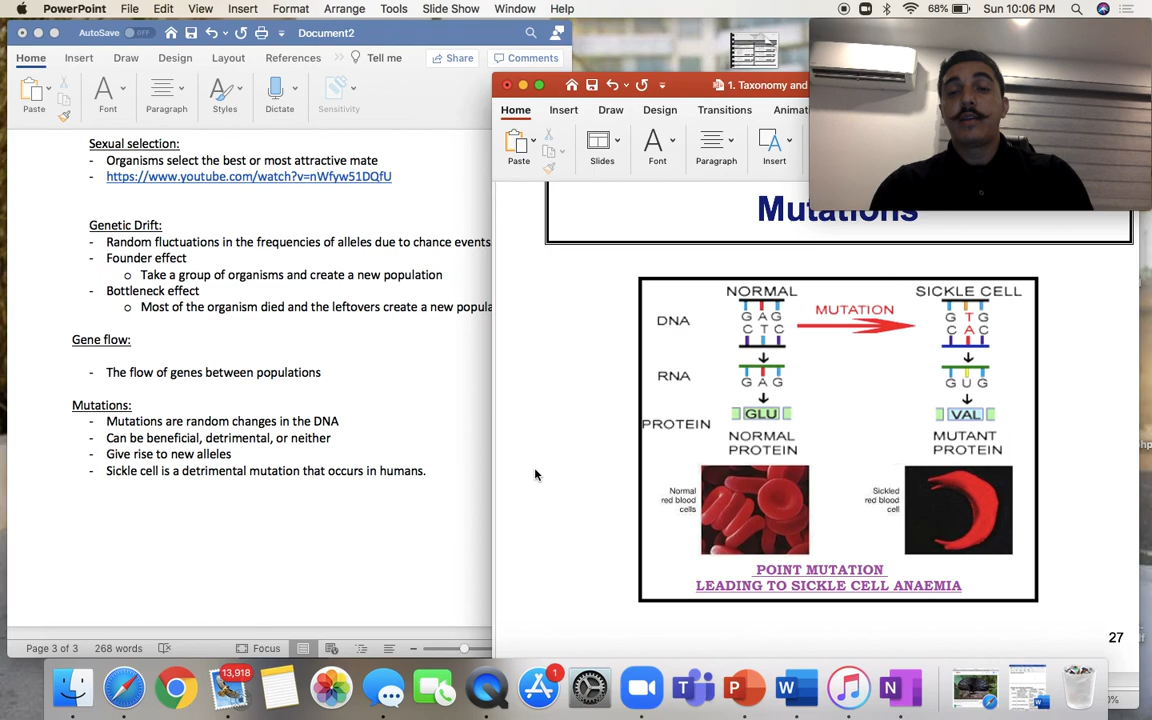 PowerPoint File Edit View Insert Format Arrange Tools Slide Show Window Help 68% Sun 10:06 PM
AutoSave OFF Document2
Home Insert Draw Design Layout References Tell me Share Comments
Paste Font Paragraph Styles Dictate Sensitivity
Sexual selection:
- Organisms select the best or most attractive mate
- https://www.youtube.com/watch?v=nWfyw51DQfU
Genetic Drift:
- Random fluctuations in the frequencies of alleles due to chance events
- Founder effect
o Take a group of organisms and create a new population
- Bottleneck effect
o Most of the organism died and the leftovers create a new popula
Gene flow:
- The flow of genes between populations
Mutations:
- Mutations are random changes in the DNA
- Can be beneficial, detrimental, or neither
- Give rise to new alleles
- Sickle cell is a detrimental mutation that occurs in humans.
Page 3 of 3 268 words Focus
1. Taxonomy and
Home Insert Draw Design Transitions Animat
Paste Slides Font Paragraph Insert
Mutations
NORMAL SICKLE CELL
MUTATION
DNA
G A G G T G
C T C C A C
RNA
G A G G U G
PROTEIN GLU VAL
NORMAL MUTANT
PROTEIN PROTEIN
Normal red blood cells
Sickled red blood cell
POINT MUTATION
LEADING TO SICKLE CELL ANAEMIA
27
13,918
1